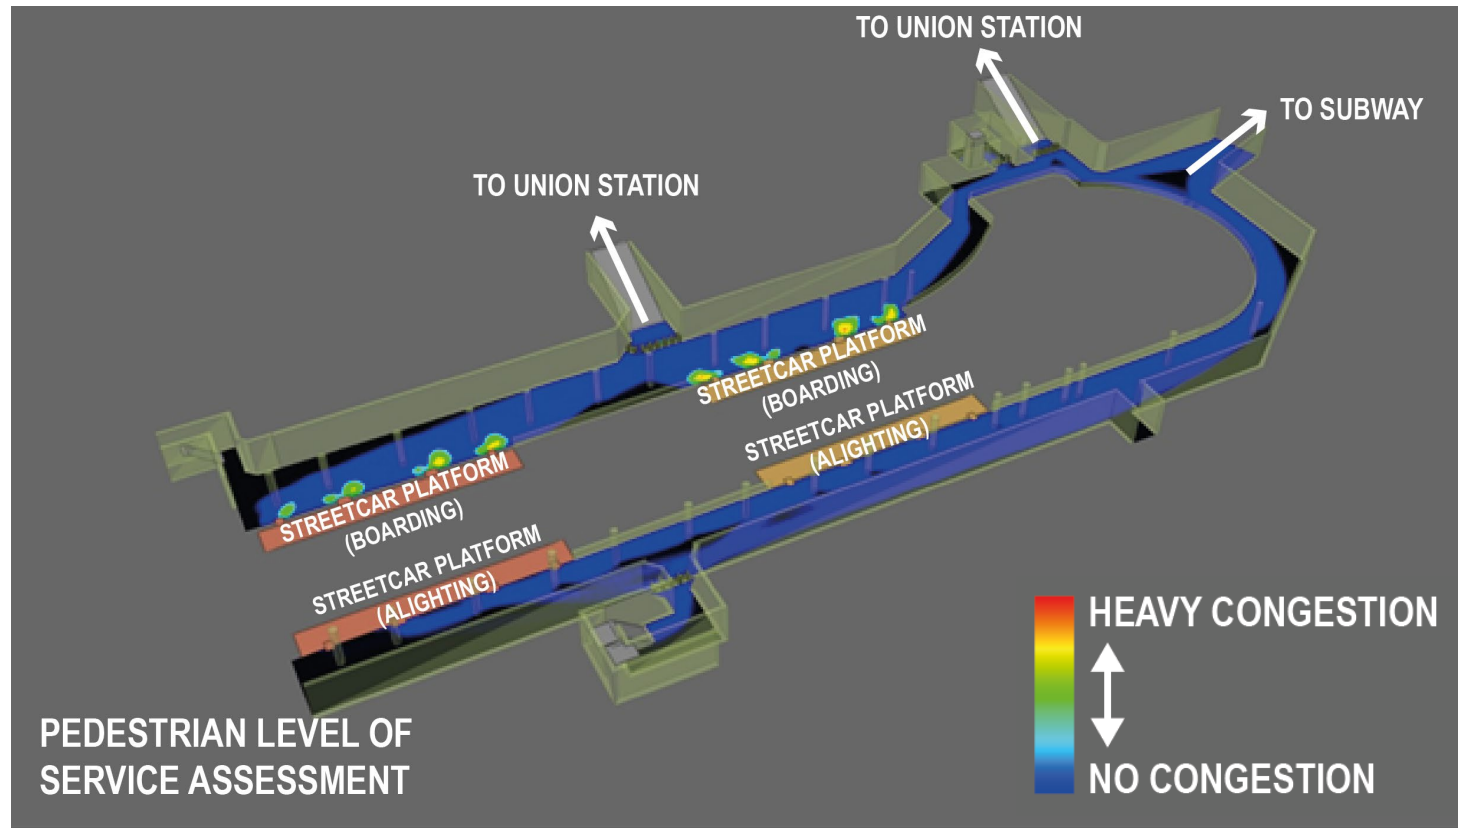 TO UNION STATION
TO SUBWAY
TO UNION STATION
STREETCAR PLATFORM
(BOARDING)
STREETCAR PLATFORM
(ALIGHTING)
STREETCAR PLATFORM
(BOARDING)
STREETCAR PLATFORM
(ALIGHTING)
HEAVY CONGESTION
NO CONGESTION
PEDESTRIAN LEVEL OF
SERVICE ASSESSMENT